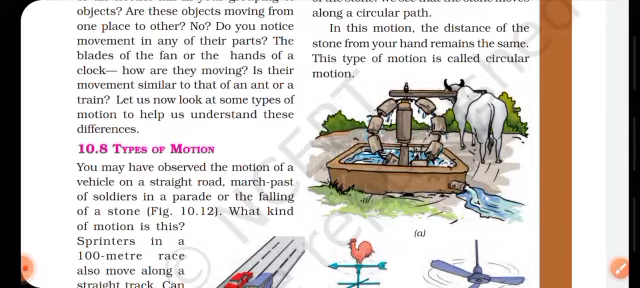 objects? Are these objects moving from
one place to other? No? Do you notice
movement in any of their parts? The
blades of the fan or the hands of a
clock— how are they moving? Is their
movement similar to that of an ant or a
train? Let us now look at some types of
motion to help us understand these
differences.
10.8 TYPES OF MOTION
You may have observed the motion of a
vehicle on a straight road, march-past
of soldiers in a parade or the falling
of a stone (Fig. 10.12). What kind
of motion is this?
Sprinters in a
100-metre race
also move along a
straight track. Can
along a circular path.
In this motion, the distance of the
stone from your hand remains the same.
This type of motion is called circular
motion.
(a)
© NCERT